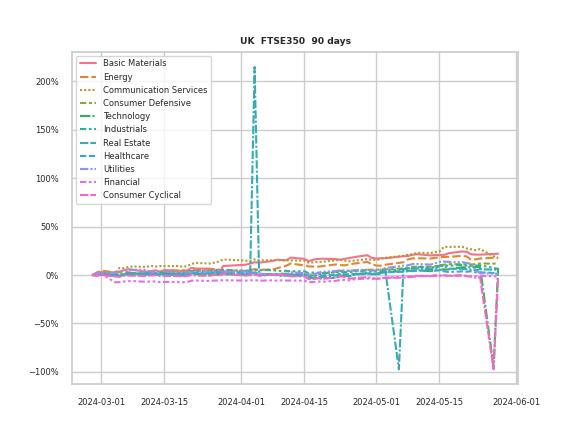 UK FTSE350 90 days
200%
150%
100%
50%
0%
−50%
−100%
Basic Materials
Energy
Communication Services
Consumer Defensive
Technology
Industrials
Real Estate
Healthcare
Utilities
Financial
Consumer Cyclical
2024-03-01 2024-03-15 2024-04-01 2024-04-15 2024-05-01 2024-05-15 2024-06-01